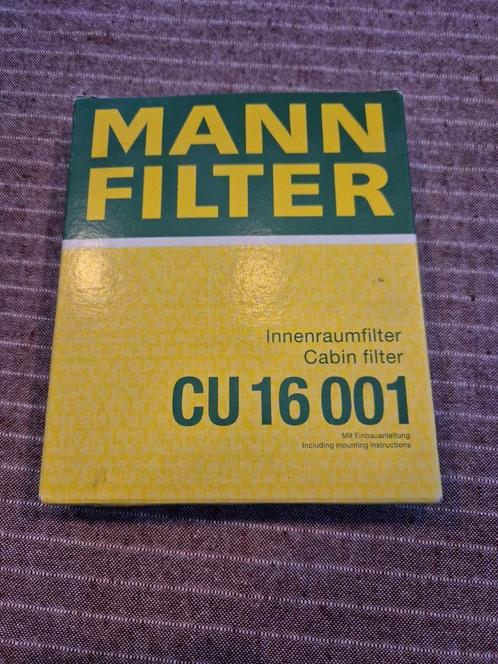 MANN
FILTER
Innenraumfilter
Cabin filter
CU 16 001
Mit Einbauanleitung
Including mounting instructions